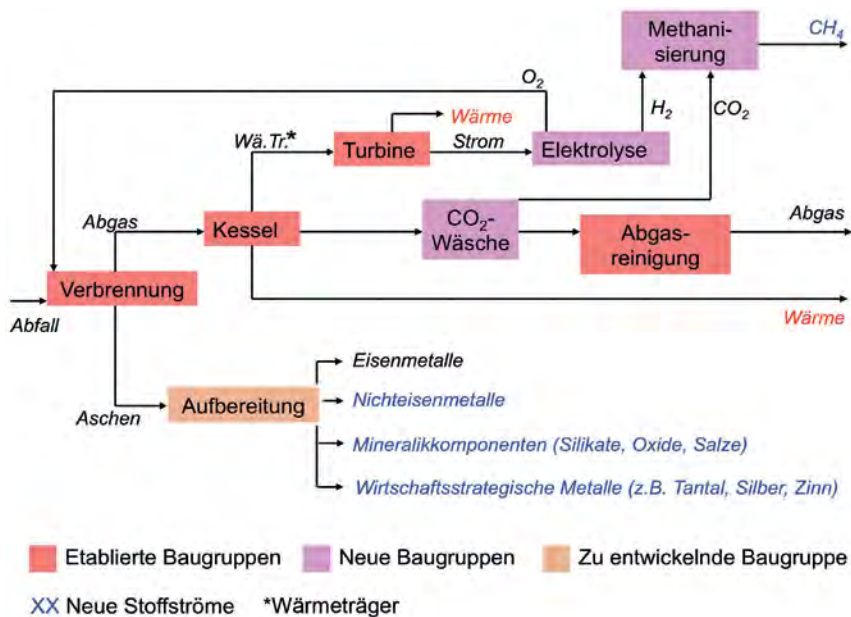 Methani-
sierung
CH4
O2
H2
CO2
Wärme
Wä.Tr.*
Turbine
Strom
Elektrolyse
Abgas
Kessel
CO2-
Wäsche
Abgas-
reinigung
Abgas
Verbrennung
Abfall
Wärme
Eisenmetalle
Aschen
Aufbereitung
Nichteisenmetalle
Mineralikkomponenten (Silikate, Oxide, Salze)
Wirtschaftsstrategische Metalle (z.B. Tantal, Silber, Zinn)
Etablierte Baugruppen
Neue Baugruppen
Zu entwickelnde Baugruppe
XX Neue Stoffströme
*Wärmeträger